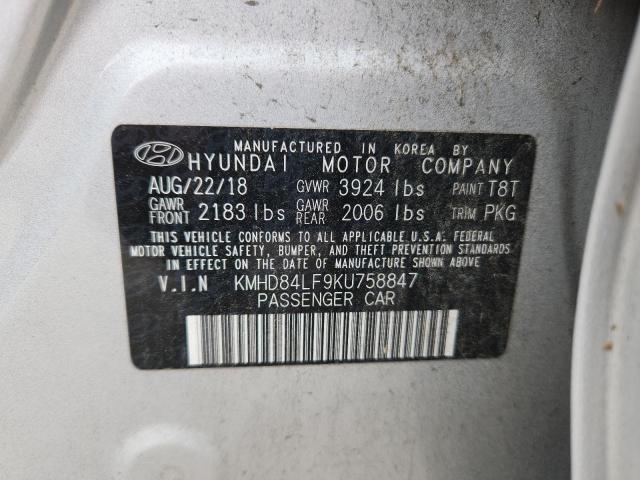 MANUFACTURED IN KOREA BY
HYUNDAI MOTOR COMPANY
AUG/22/18 GVWR 3924 lbs PAINT T8T
GAWR FRONT 2183 lbs GAWR REAR 2006 lbs TRIM PKG
THIS VEHICLE CONFORMS TO ALL APPLICABLE U.S.A. FEDERAL
MOTOR VEHICLE SAFETY, BUMPER, AND THEFT PREVENTION STANDARDS
IN EFFECT ON THE DATE OF MANUFACTURE SHOWN ABOVE
V.I.N KMHD84LF9KU758847
PASSENGER CAR